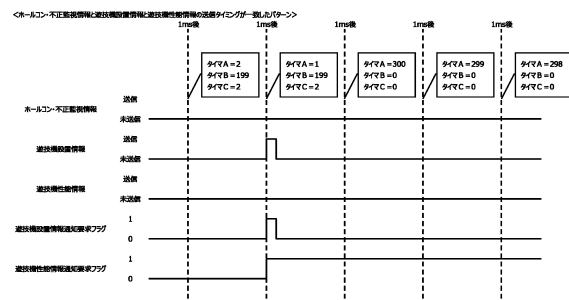 <ホールコン・不正監視情報と遊技機設置情報と遊技機性能情報の送信タイミングが一致したパターン>
1ms後 1ms後 1ms後 1ms後 1ms後
タイマA=2
タイマB=199
タイマC=2
タイマA=1
タイマB=199
タイマC=2
タイマA=300
タイマB=0
タイマC=0
タイマA=299
タイマB=0
タイマC=0
タイマA=298
タイマB=0
タイマC=0
ホールコン・不正監視情報
送信
未送信
遊技機設置情報
送信
未送信
遊技機性能情報
送信
未送信
遊技機設置情報通知要求フラグ
1
0
遊技機性能情報通知要求フラグ
1
0